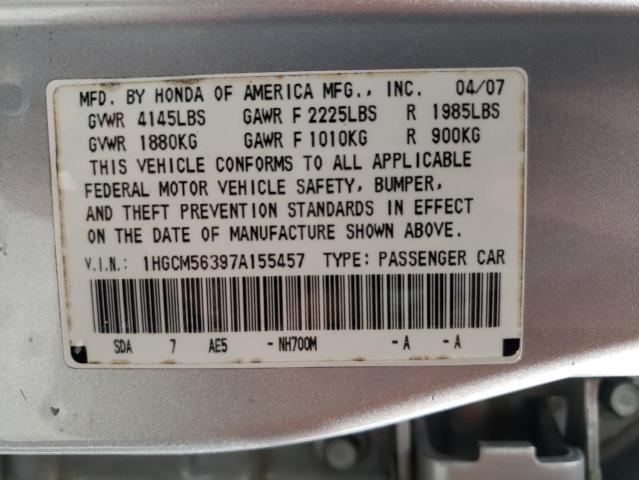 MFD. BY HONDA OF AMERICA MFG., INC. 04/07
GVWR 4145LBS GAWR F 2225LBS R 1985LBS
GVWR 1880KG GAWR F 1010KG R 900KG
THIS VEHICLE CONFORMS TO ALL APPLICABLE
FEDERAL MOTOR VEHICLE SAFETY, BUMPER,
AND THEFT PREVENTION STANDARDS IN EFFECT
ON THE DATE OF MANUFACTURE SHOWN ABOVE.
V.I.N.: 1HGCM56397A155457 TYPE: PASSENGER CAR
SDA 7 AE5 -NH700M -A -A